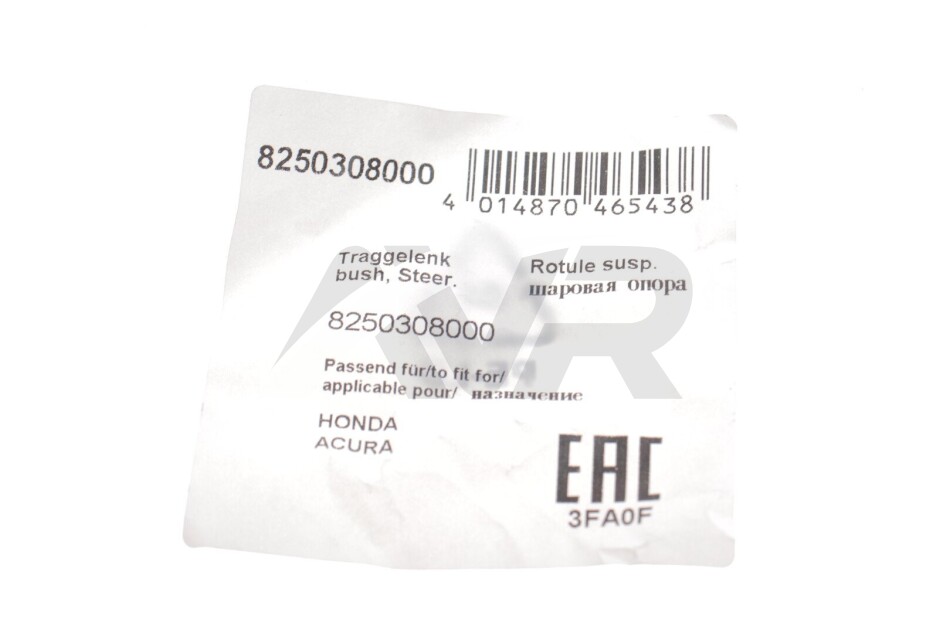 8250308000
4 014870 465438
Traggelenk
bush, Steer.
Rotule susp.
шаровая опора
8250308000
Passend für/to fit for/
applicable pour/ назначение
HONDA
ACURA
EAC
3FA0F
VR